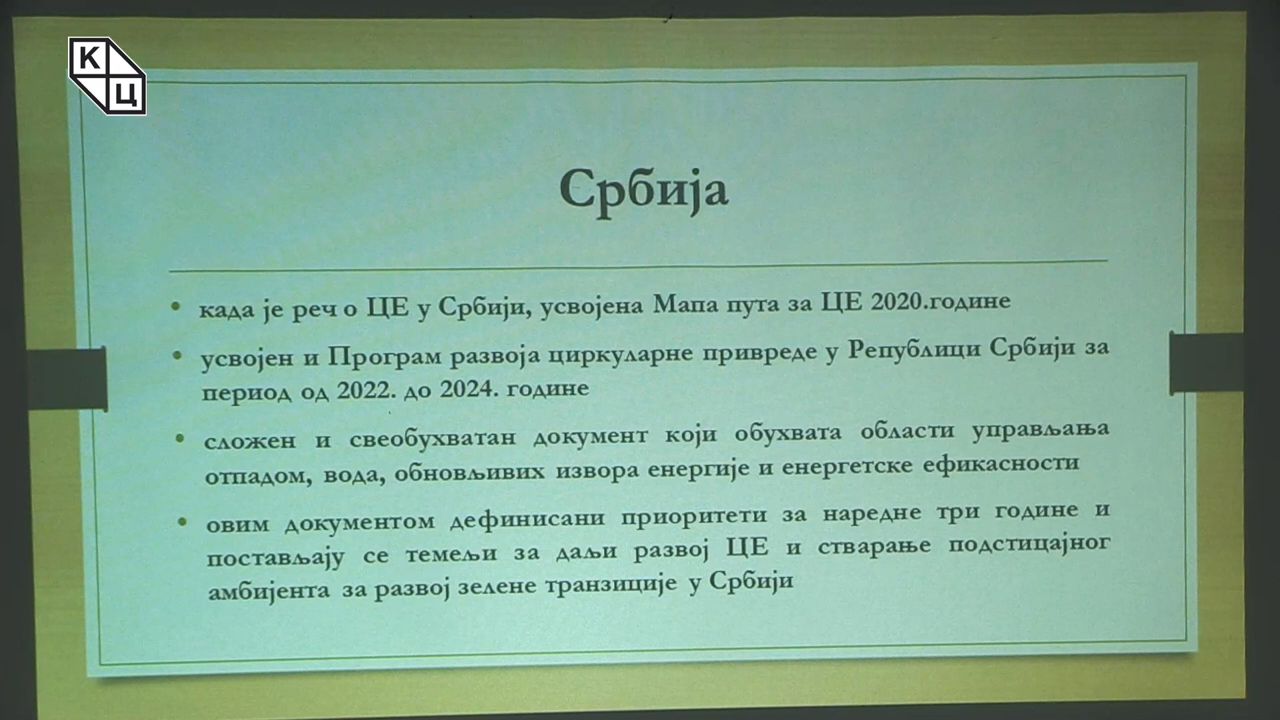 К
Ц
Србија
• када је реч о ЦЕ у Србији, усвојена Мапа пута за ЦЕ 2020.године
• усвојен и Програм развоја циркуларне привреде у Републици Србији за
период од 2022. до 2024. године
• сложен и свеобухватан документ који обухвата области управљања
отпадом, вода, обновљивих извора енергије и енергетске ефикасности
• овим документом дефинисани приоритети за наредне три године и
постављају се темељи за даљи развој ЦЕ и стварање подстицајног
амбијента за развој зелене транзиције у Србији